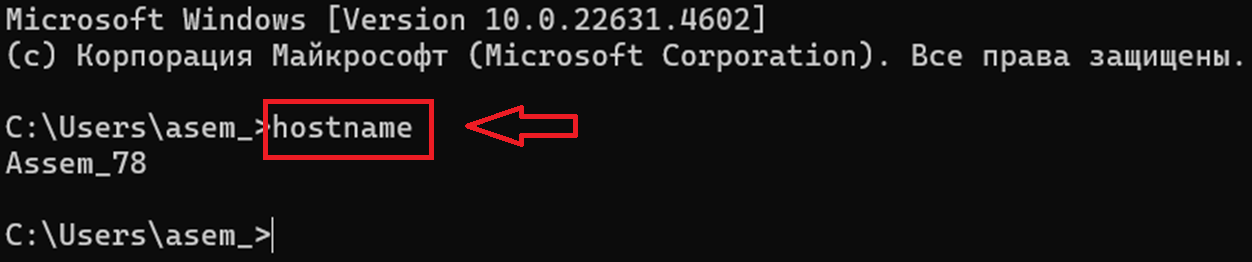 Microsoft Windows [Version 10.0.22631.4602]
(c) Корпорация Майкрософт (Microsoft Corporation). Все права защищены.
C:\Users\asem_>hostname
Assem_78
C:\Users\asem_>